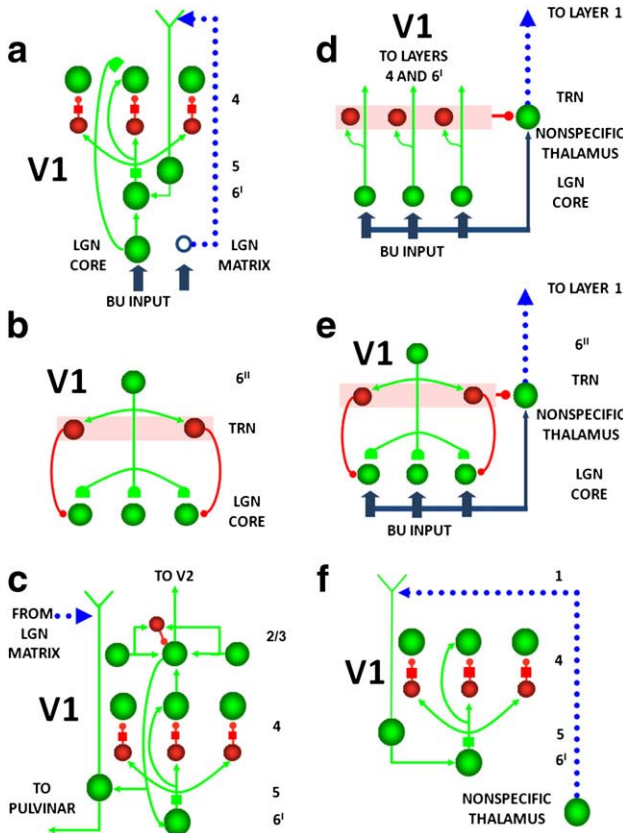 a
V1
4
5
6I
LGN
CORE
LGN
MATRIX
BU INPUT
b
V1
6II
TRN
LGN
CORE
c
TO V2
FROM
LGN
MATRIX
2/3
V1
4
5
6I
TO
PULVINAR
d
V1
TO LAYERS
4 AND 6I
TO LAYER 1
TRN
NONSPECIFIC
THALAMUS
LGN
CORE
BU INPUT
e
V1
TO LAYER 1
6II
TRN
NONSPECIFIC
THALAMUS
LGN
CORE
BU INPUT
f
1
V1
4
5
6I
NONSPECIFIC
THALAMUS